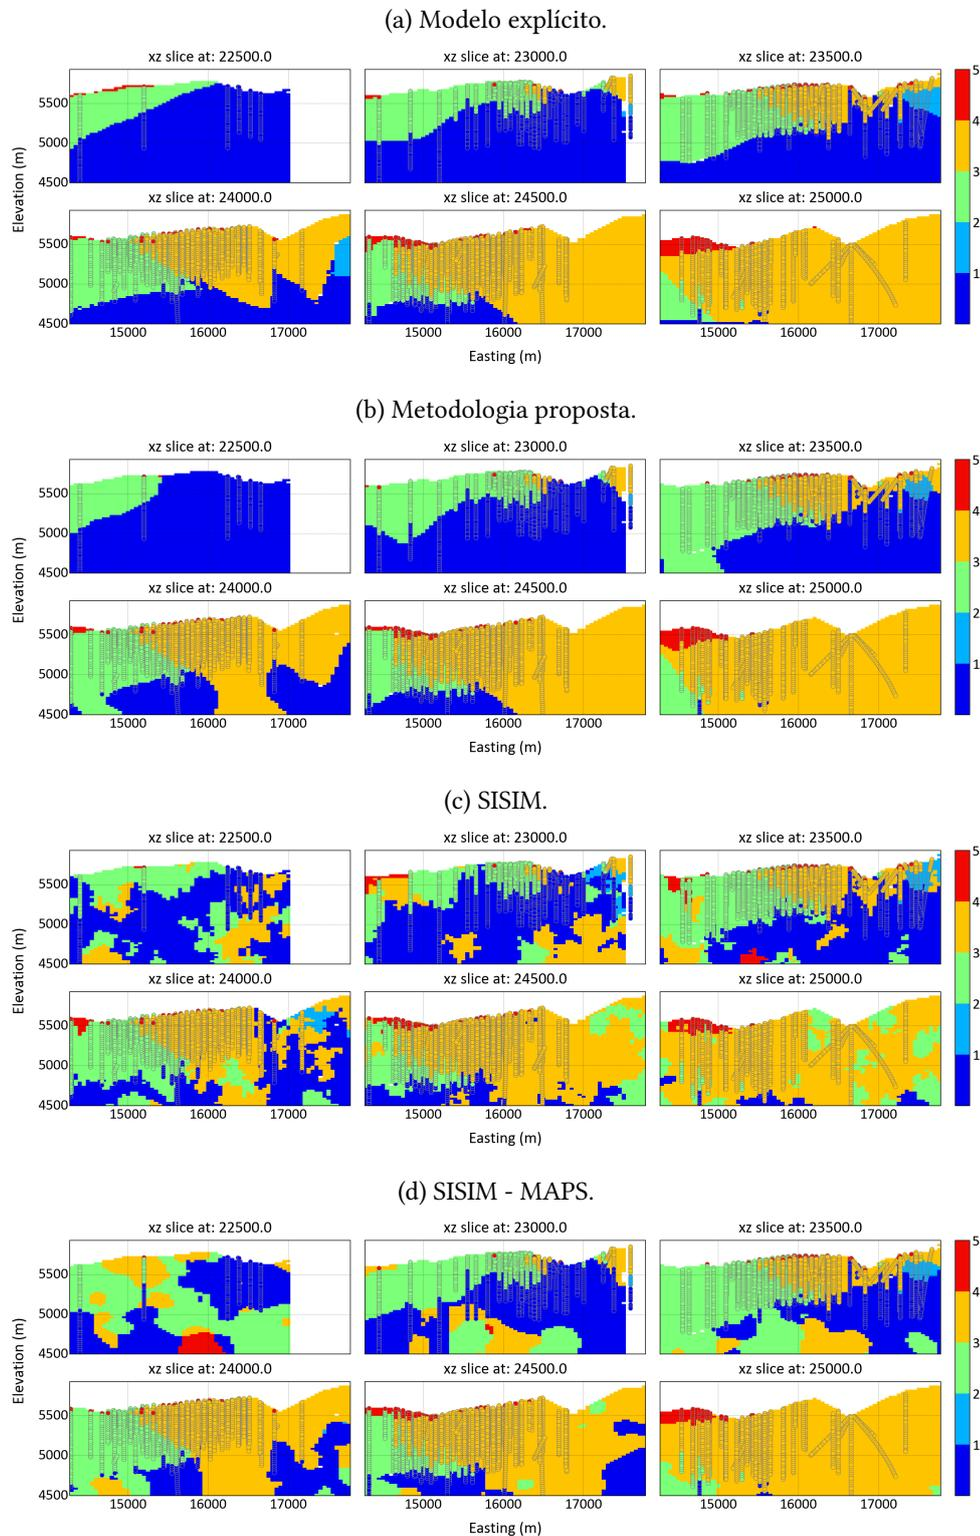 (a) Modelo explícito.
xz slice at: 22500.0
xz slice at: 23000.0
xz slice at: 23500.0
5500
5000
4500
5
4
3
2
1
Elevation (m)
xz slice at: 24000.0
xz slice at: 24500.0
xz slice at: 25000.0
5500
5000
4500
15000 16000 17000
15000 16000 17000
15000 16000 17000
Easting (m)
(b) Metodologia proposta.
xz slice at: 22500.0
xz slice at: 23000.0
xz slice at: 23500.0
5500
5000
4500
5
4
3
2
1
Elevation (m)
xz slice at: 24000.0
xz slice at: 24500.0
xz slice at: 25000.0
5500
5000
4500
15000 16000 17000
15000 16000 17000
15000 16000 17000
Easting (m)
(c) SISIM.
xz slice at: 22500.0
xz slice at: 23000.0
xz slice at: 23500.0
5500
5000
4500
5
4
3
2
1
Elevation (m)
xz slice at: 24000.0
xz slice at: 24500.0
xz slice at: 25000.0
5500
5000
4500
15000 16000 17000
15000 16000 17000
15000 16000 17000
Easting (m)
(d) SISIM - MAPS.
xz slice at: 22500.0
xz slice at: 23000.0
xz slice at: 23500.0
5500
5000
4500
5
4
3
2
1
Elevation (m)
xz slice at: 24000.0
xz slice at: 24500.0
xz slice at: 25000.0
5500
5000
4500
15000 16000 17000
15000 16000 17000
15000 16000 17000
Easting (m)